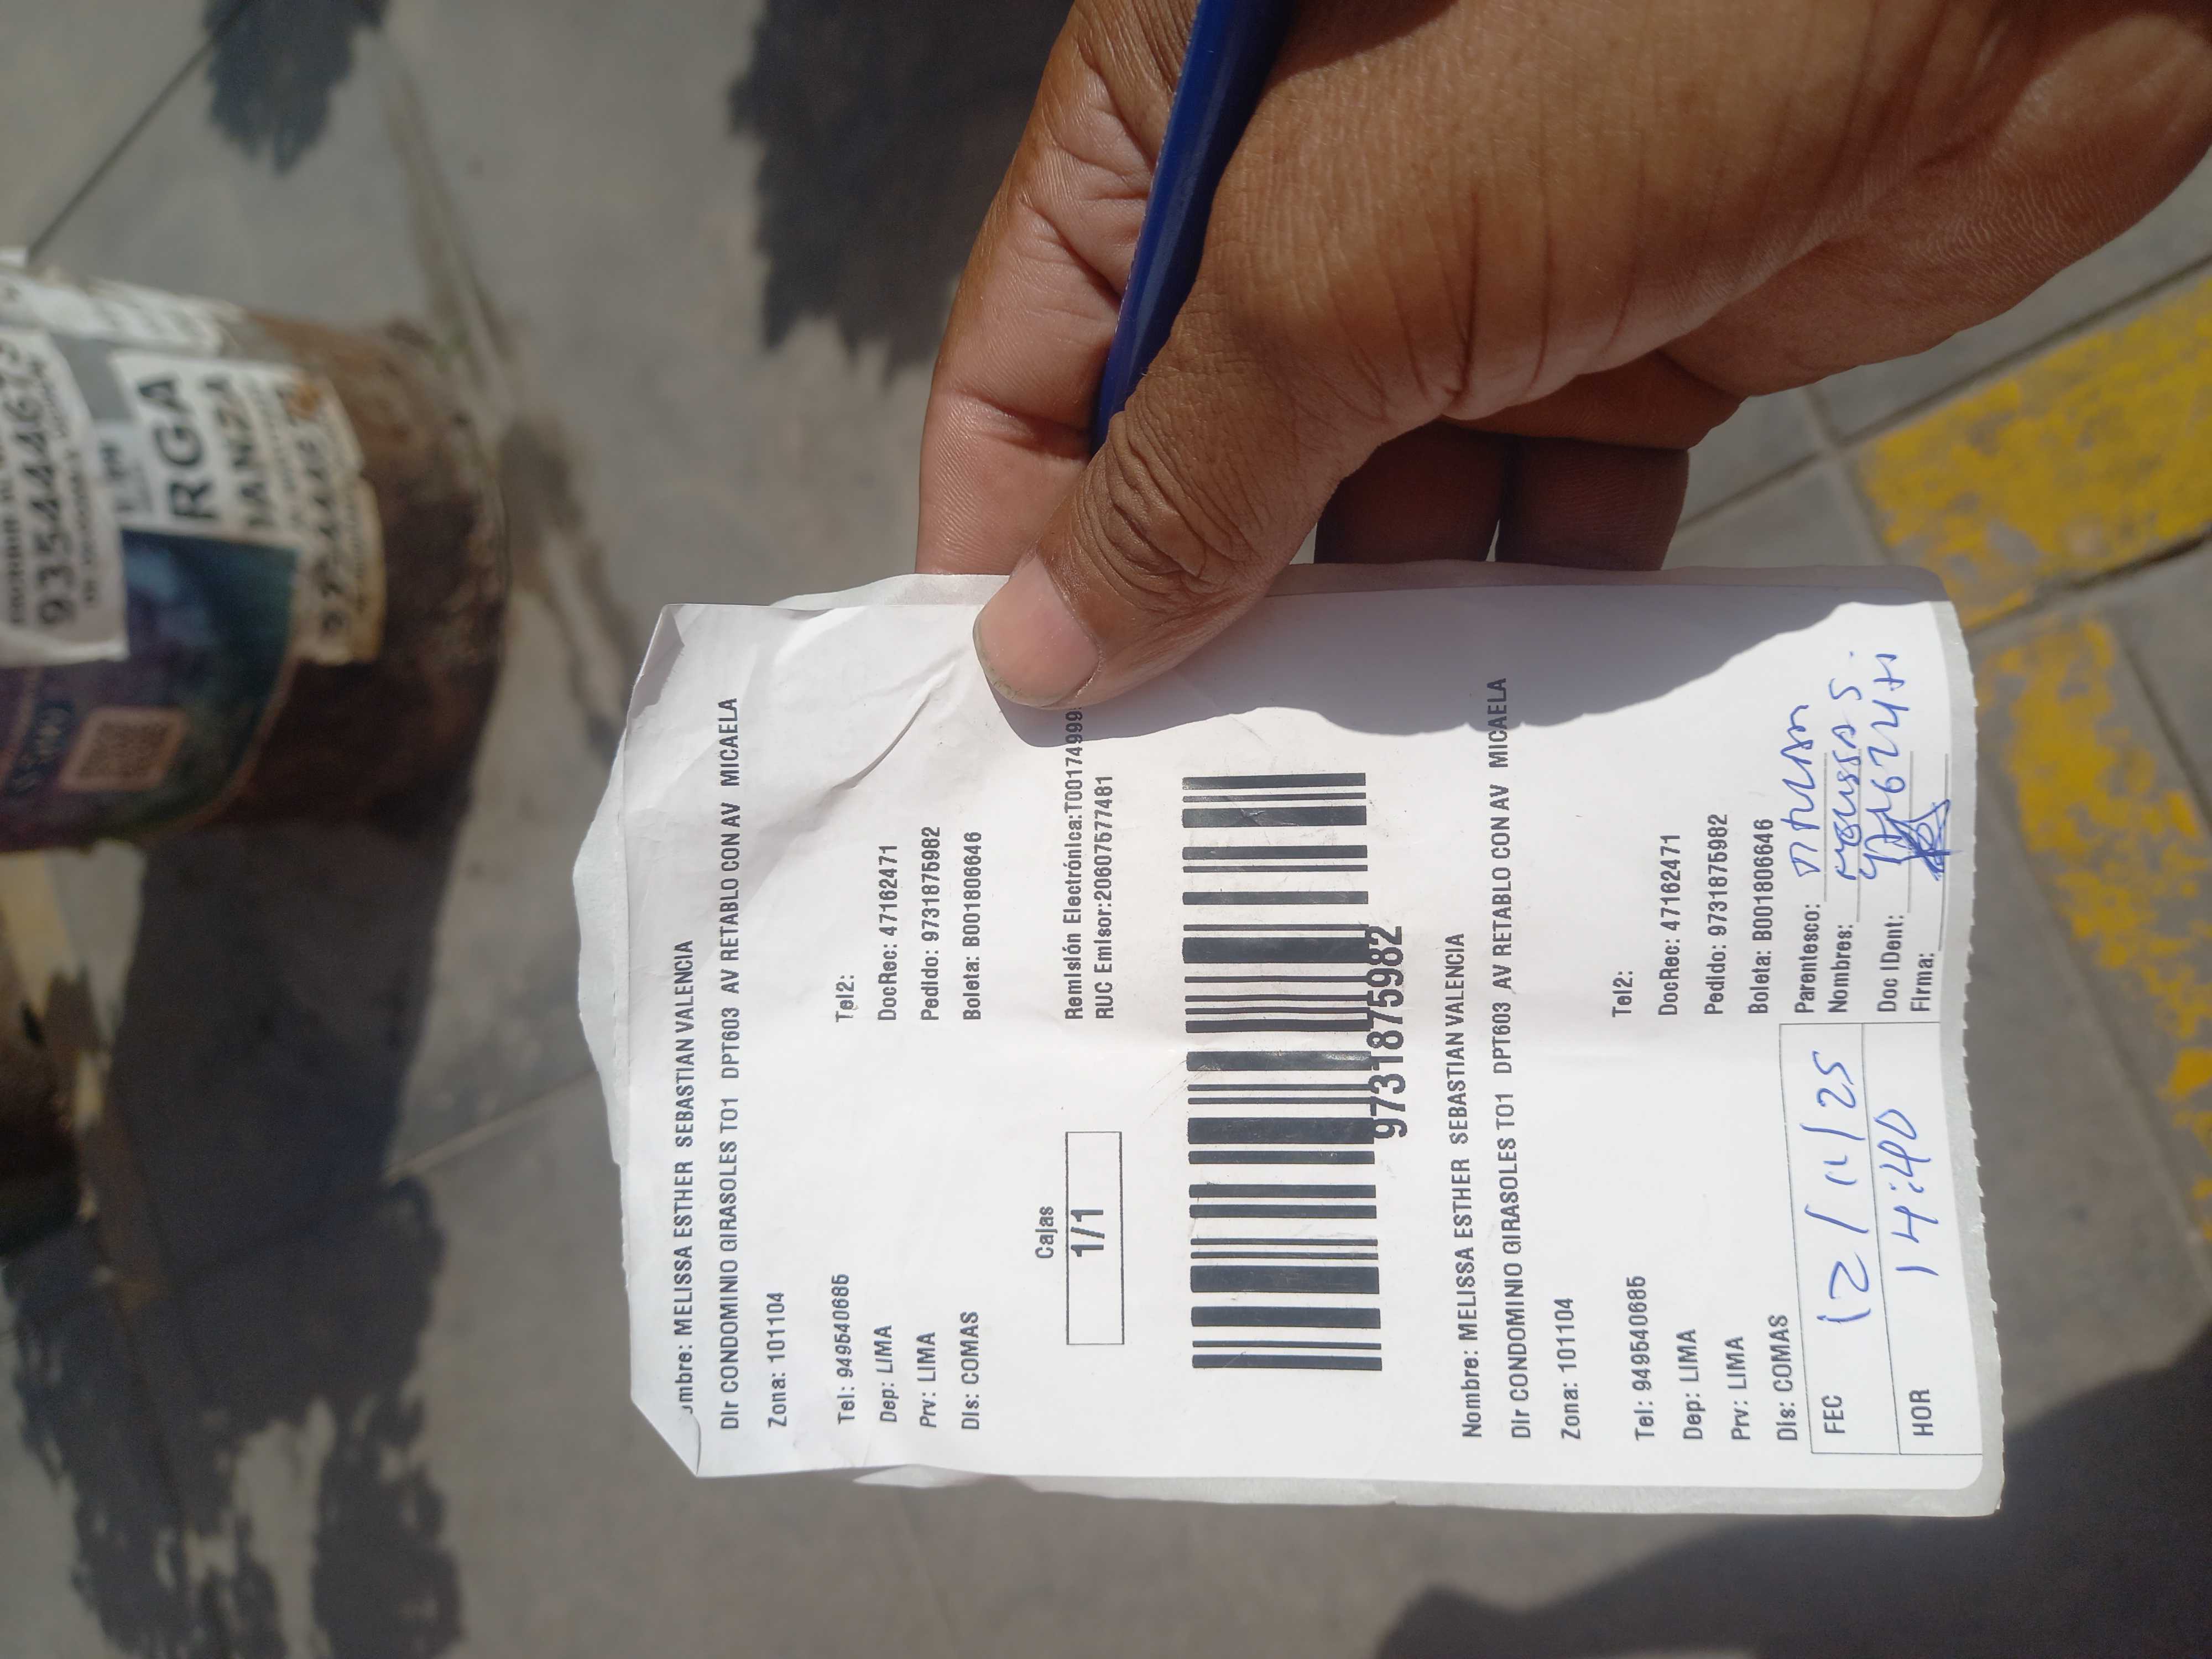 ombre: MELISSA ESTHER SEBASTIAN VALENCIA
Dir CONDOMINIO GIRASOLES TO1 DPT603 AV RETABLO CON AV MICAELA
Zona: 101104
Tel: 949540685 Tel2:
Dep: LIMA DocRec: 47162471
Prv: LIMA Pedido: 9731875982
Dis: COMAS Boleta: B001806646
Cajas
1/1
Remisión Electrónica:T00174999
RUC Emisor:20607577481
9731875982
Nombre: MELISSA ESTHER SEBASTIAN VALENCIA
Dir CONDOMINIO GIRASOLES TO1 DPT603 AV RETABLO CON AV MICAELA
Zona: 101104
Tel: 949540685 Tel2:
Dep: LIMA DocRec: 47162471
Prv: LIMA Pedido: 9731875982
Dis: COMAS Boleta: B001806646
FEC 12/11/25
HOR 14:40
Parentesco: Titular
Nombres: Melissa S.
Doc IDent: 47162471
Firma:
935444461
RGA